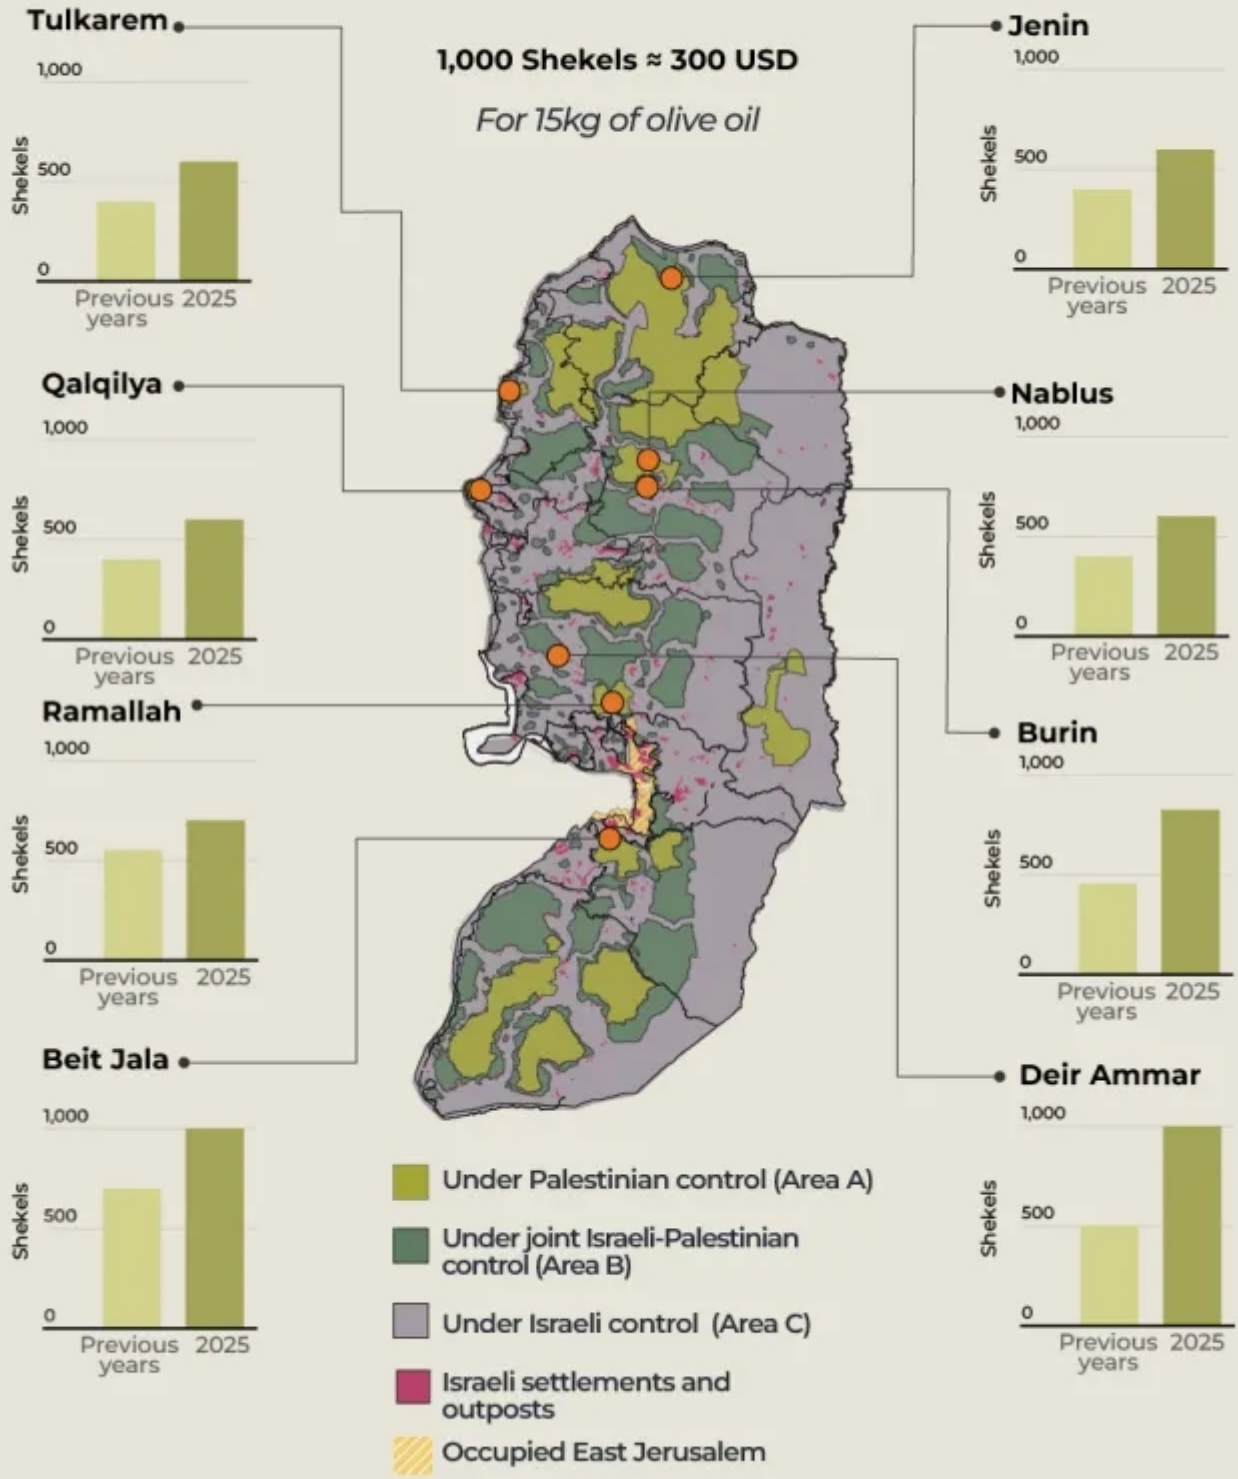 Tulkarem
1,000
Shekels
500
0
Previous years
2025
1,000 Shekels ≈ 300 USD
For 15kg of olive oil
Jenin
1,000
Shekels
500
0
Previous years
2025
Qalqilya
1,000
Shekels
500
0
Previous years
2025
Nablus
1,000
Shekels
500
0
Previous years
2025
Ramallah
1,000
Shekels
500
0
Previous years
2025
Burin
1,000
Shekels
500
0
Previous years
2025
Beit Jala
1,000
Shekels
500
0
Previous years
2025
Deir Ammar
1,000
Shekels
500
0
Previous years
2025
Under Palestinian control (Area A)
Under joint Israeli-Palestinian
control (Area B)
Under Israeli control (Area C)
Israeli settlements and
outposts
Occupied East Jerusalem